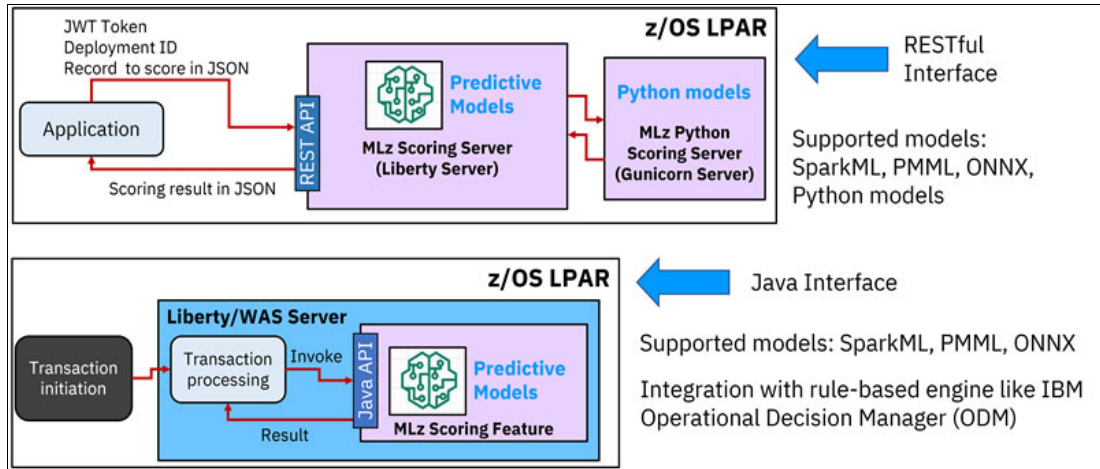 JWT Token
Deployment ID
Record to score in JSON
z/OS LPAR
Application
REST API
Predictive
Models
MLz Scoring Server
(Liberty Server)
Python models
MLz Python
Scoring Server
(Gunicorn Server)
Scoring result in JSON
RESTful
Interface
Supported models:
SparkML, PMML, ONNX,
Python models
z/OS LPAR
Liberty/WAS Server
Transaction
initiation
Transaction
processing
Invoke
Result
Java API
Predictive
Models
MLz Scoring Feature
Java Interface
Supported models: SparkML, PMML, ONNX
Integration with rule-based engine like IBM
Operational Decision Manager (ODM)